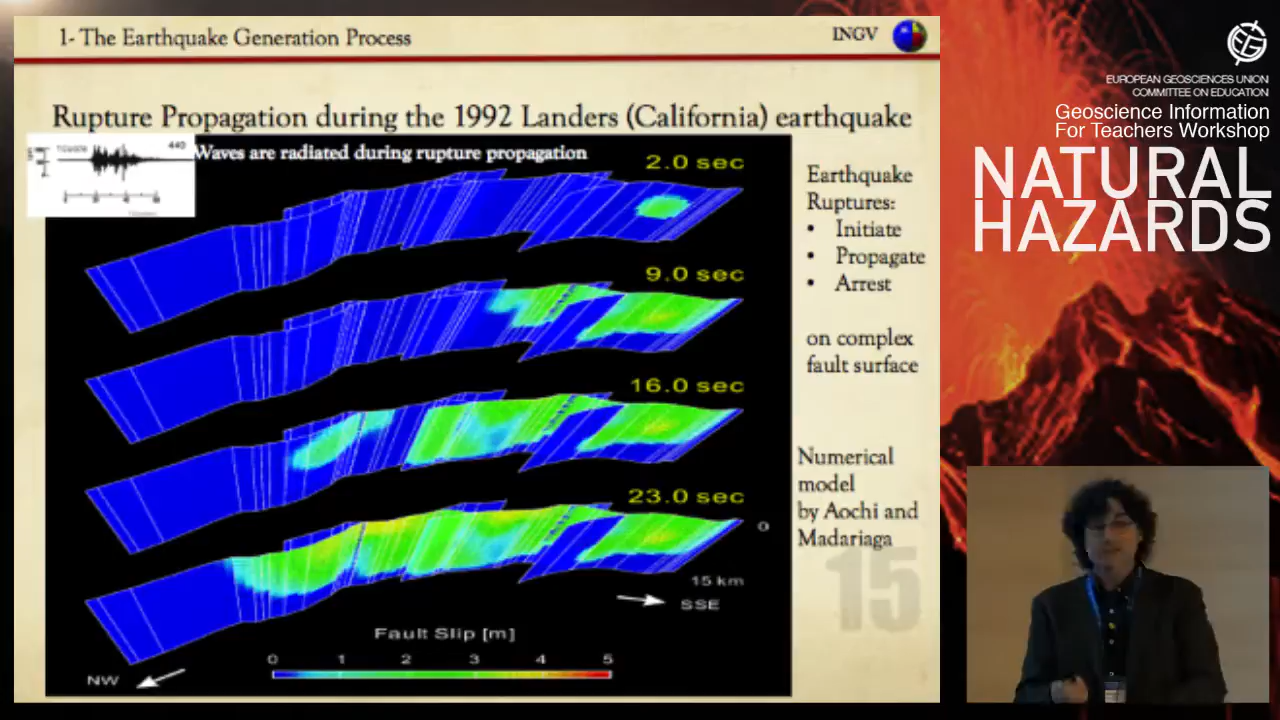 1- The Earthquake Generation Process
INGV
Rupture Propagation during the 1992 Landers (California) earthquake
440
Waves are radiated during rupture propagation
2.0 sec
9.0 sec
16.0 sec
23.0 sec
0
15 km
SSE
Fault Slip [m]
0 1 2 3 4 5
NW
Earthquake
Ruptures:
• Initiate
• Propagate
• Arrest
on complex
fault surface
Numerical
model
by Aochi and
Madariaga
15
EUROPEAN GEOSCIENCES UNION
COMMITTEE ON EDUCATION
Geoscience Information
For Teachers Workshop
NATURAL
HAZARDS